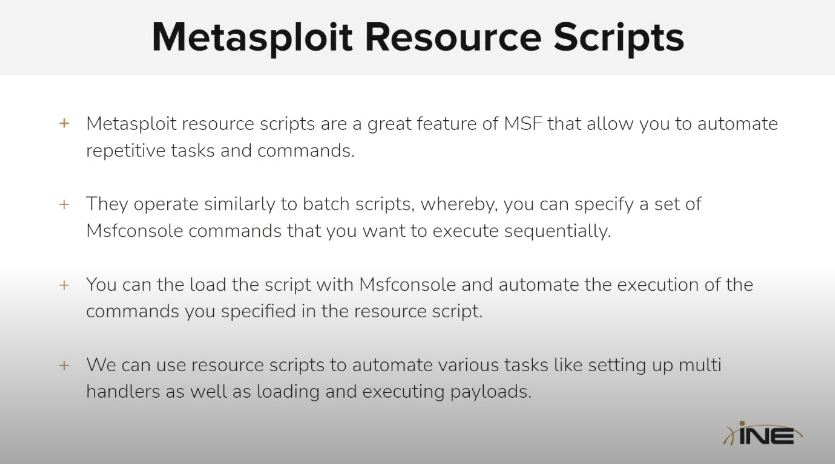 Metasploit Resource Scripts
+ Metasploit resource scripts are a great feature of MSF that allow you to automate
repetitive tasks and commands.
+ They operate similarly to batch scripts, whereby, you can specify a set of
Msfconsole commands that you want to execute sequentially.
+ You can the load the script with Msfconsole and automate the execution of the
commands you specified in the resource script.
+ We can use resource scripts to automate various tasks like setting up multi
handlers as well as loading and executing payloads.
iNE